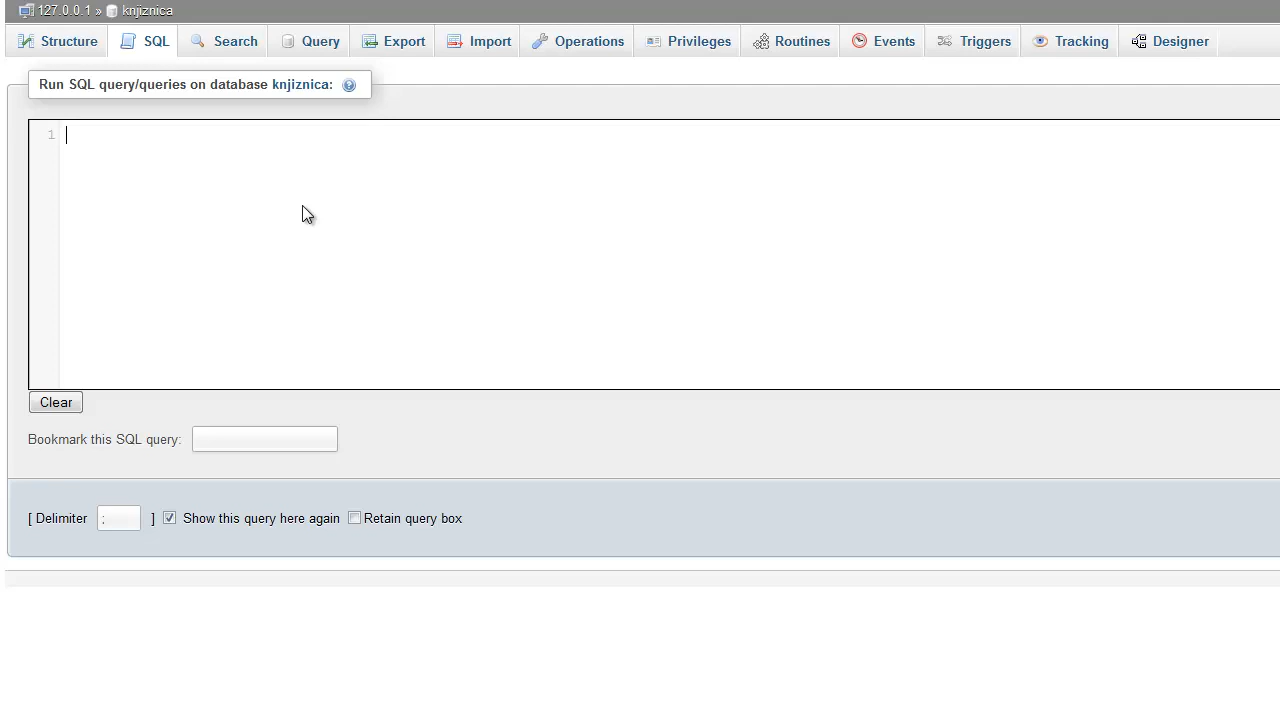 127.0.0.1 » knjiznica
Structure SQL Search Query Export Import Operations Privileges Routines Events Triggers Tracking Designer
Run SQL query/queries on database knjiznica:
1
Clear
Bookmark this SQL query:
[ Delimiter ; ] Show this query here again Retain query box